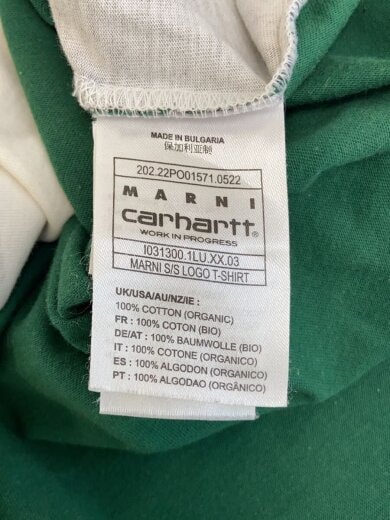 MADE IN BULGARIA
保加利亚制
202.22PO01571.0522
MARNI
carhartt®
WORK IN PROGRESS
I031300.1LU.XX.03
MARNI S/S LOGO T-SHIRT
UK/USA/AU/NZ/IE :
100% COTTON (ORGANIC)
FR : 100% COTON (BIO)
DE/AT : 100% BAUMWOLLE (BIO)
IT : 100% COTONE (ORGANICO)
ES : 100% ALGODON (ORGANICO)
PT : 100% ALGODAO (ORGÂNICO)